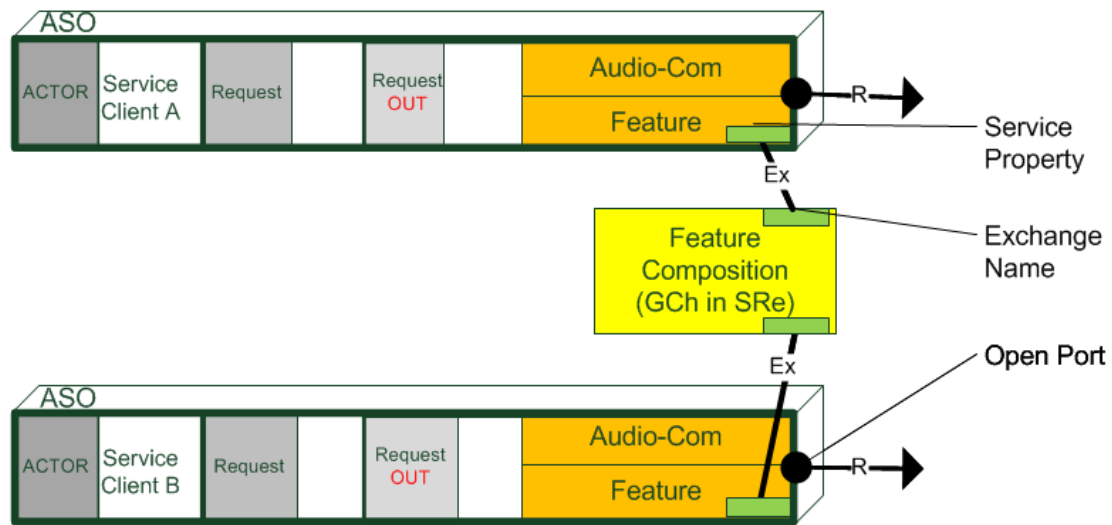 ASO
ACTOR
Service
Client A
Request
Request
OUT
Audio-Com
Feature
R
Service
Property
Ex
Exchange
Name
Feature
Composition
(GCh in SRe)
Open Port
Ex
ASO
ACTOR
Service
Client B
Request
Request
OUT
Audio-Com
Feature
R